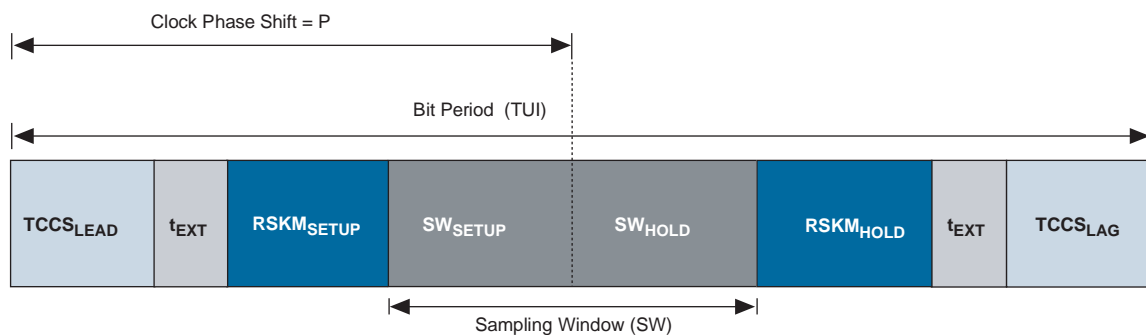 Clock Phase Shift = P
Bit Period (TUI)
TCCSLEAD
tEXT
RSKMSETUP
SWSETUP
SWHOLD
RSKMHOLD
tEXT
TCCSLAG
Sampling Window (SW)